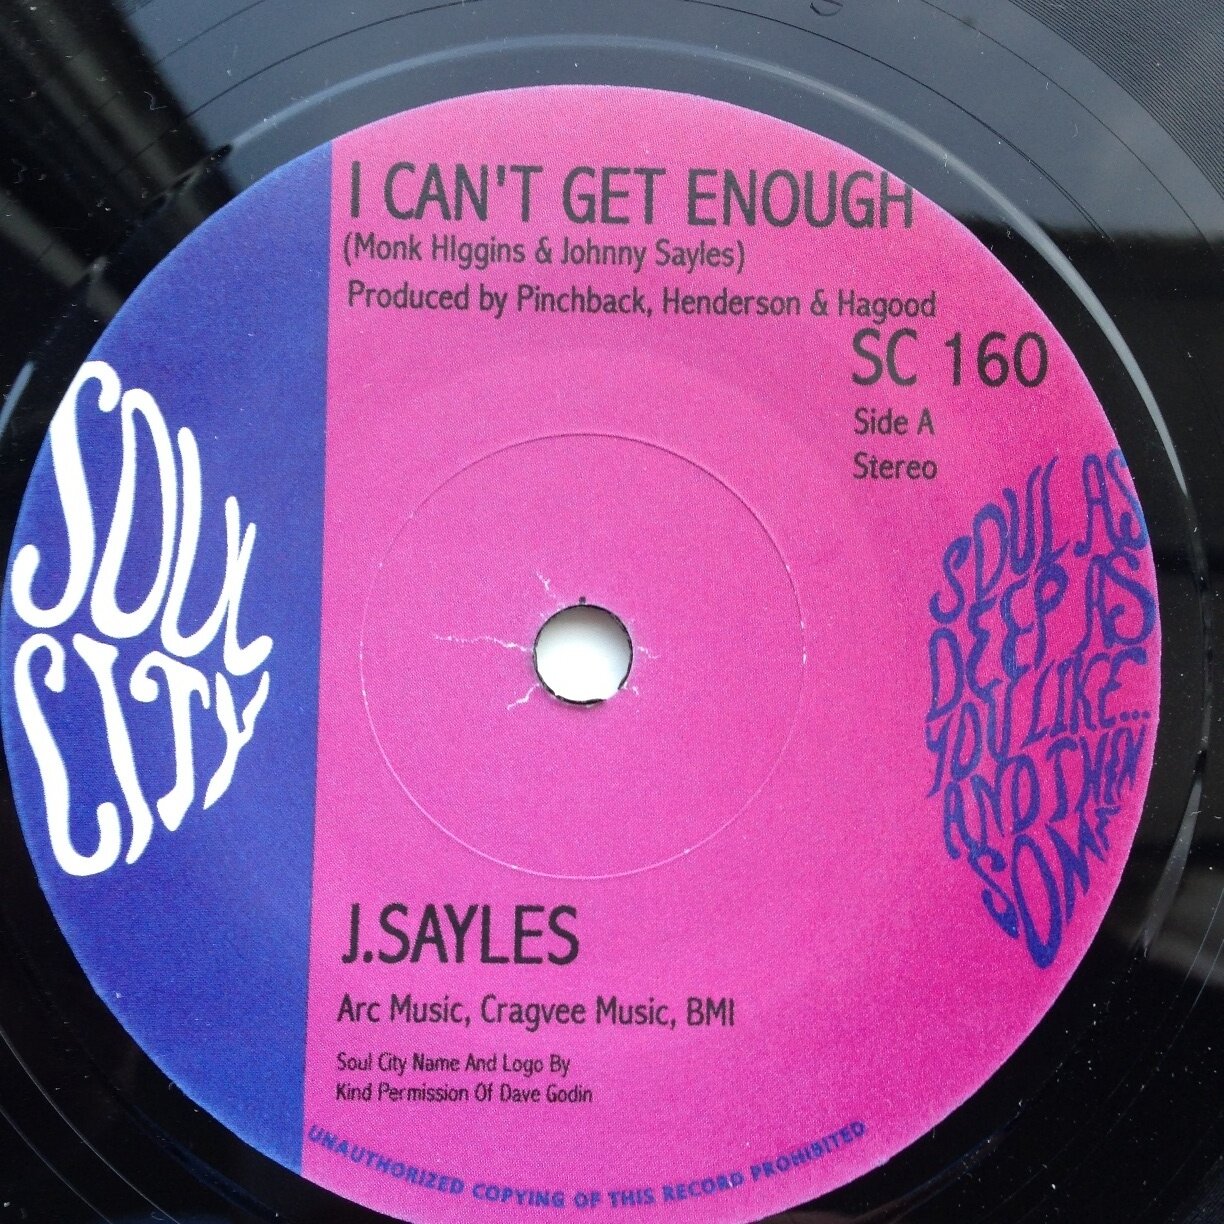 I CAN'T GET ENOUGH
(Monk HIggins & Johnny Sayles)
Produced by Pinchback, Henderson & Hagood
SC 160
Side A
Stereo
SOUL
CITY
SOUL AS
DEEP AS
YOU LIKE...
AND THEN
SOME
J.SAYLES
Arc Music, Cragvee Music, BMI
Soul City Name And Logo By
Kind Permission Of Dave Godin
UNAUTHORIZED COPYING OF THIS RECORD PROHIBITED